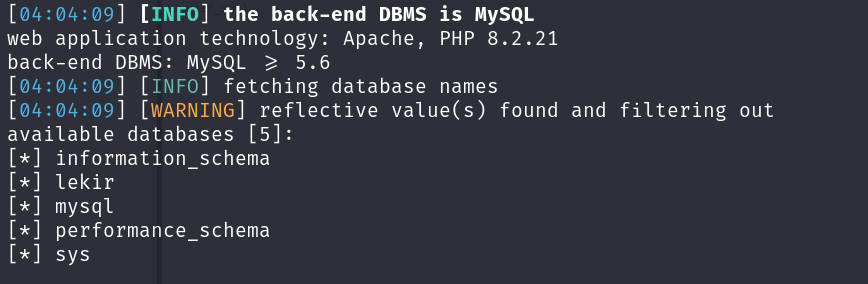 [04:04:09] [INFO] the back-end DBMS is MySQL
web application technology: Apache, PHP 8.2.21
back-end DBMS: MySQL ≥ 5.6
[04:04:09] [INFO] fetching database names
[04:04:09] [WARNING] reflective value(s) found and filtering out
available databases [5]:
[*] information_schema
[*] lekir
[*] mysql
[*] performance_schema
[*] sys